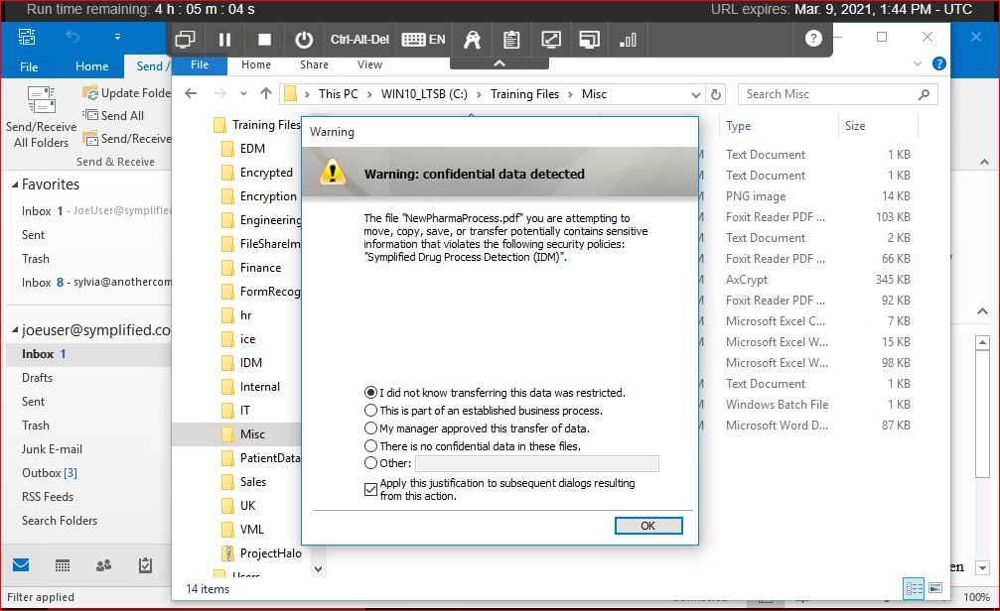 Run time remaining: 4 h : 05 m : 04 s
URL expires: Mar. 9, 2021, 1:44 PM - UTC
Ctrl-Alt-Del
EN
?
File
Home
Send /
File
Home
Share
View
?
Send/Receive
All Folders
Update Folde
Send All
Send/Receive
Send & Receive
This PC > WIN10_LTSB (C:) > Training Files > Misc
Search Misc
Favorites
Inbox 1 - JoeUser@symplified
Sent
Trash
Inbox 8 - sylvia@anothercom
joeuser@symplified.co
Inbox 1
Drafts
Sent
Trash
Junk E-mail
Outbox [3]
RSS Feeds
Search Folders
Filter applied
Training Files
EDM
Encrypted
Encryption
Engineering
FileShareIm
Finance
FormRecog
hr
ice
IDM
Internal
IT
Misc
PatientData
Sales
UK
VML
ProjectHalo
Users
14 items
Warning
Warning: confidential data detected
The file "NewPharmaProcess.pdf" you are attempting to
move, copy, save, or transfer potentially contains sensitive
information that violates the following security policies:
"Symplified Drug Process Detection (IDM)".
I did not know transferring this data was restricted.
This is part of an established business process.
My manager approved this transfer of data.
There is no confidential data in these files.
Other:
Apply this justification to subsequent dialogs resulting
from this action.
OK
Type Size
Text Document 1 KB
Text Document 1 KB
PNG image 14 KB
Foxit Reader PDF ... 103 KB
Text Document 2 KB
Foxit Reader PDF ... 66 KB
AxCrypt 345 KB
Foxit Reader PDF ... 92 KB
Microsoft Excel C... 7 KB
Microsoft Excel W... 15 KB
Microsoft Excel W... 98 KB
Text Document 1 KB
Windows Batch File 1 KB
Microsoft Word D... 87 KB
en
100%